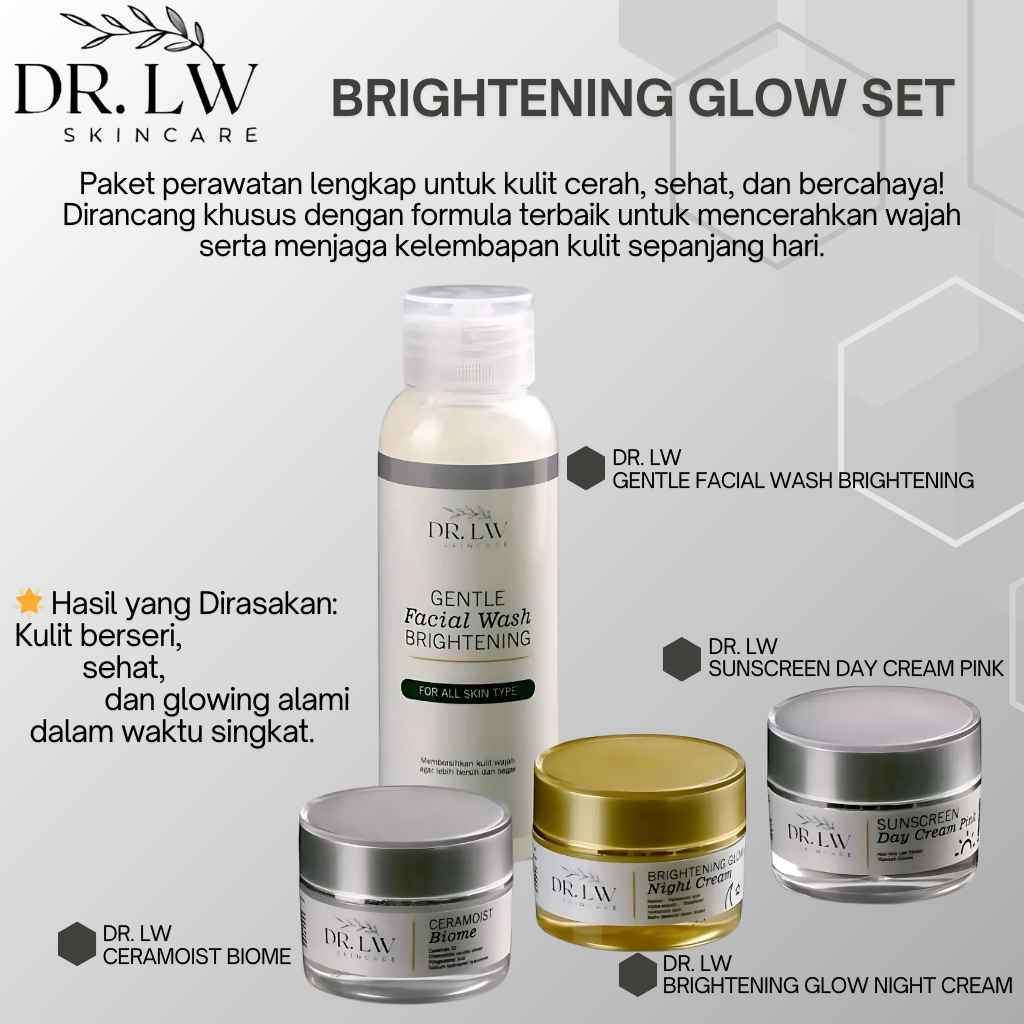 DR. LW
SKINCARE
BRIGHTENING GLOW SET
Paket perawatan lengkap untuk kulit cerah, sehat, dan bercahaya!
Dirancang khusus dengan formula terbaik untuk mencerahkan wajah
serta menjaga kelembapan kulit sepanjang hari.
DR. LW
GENTLE FACIAL WASH BRIGHTENING
DR. LW
SKINCARE
GENTLE
Facial Wash
BRIGHTENING
FOR ALL SKIN TYPE
Membersihkan kulit wajah
agar lebih bersih dan segar
Hasil yang Dirasakan:
Kulit berseri,
sehat,
dan glowing alami
dalam waktu singkat.
DR. LW
SUNSCREEN DAY CREAM PINK
DR. LW
SKINCARE
SUNSCREEN
Day Cream Pink
DR. LW
SKINCARE
BRIGHTENING GLOW
Night Cream
DR. LW
SKINCARE
CERAMOIST
Biome
DR. LW
CERAMOIST BIOME
DR. LW
BRIGHTENING GLOW NIGHT CREAM